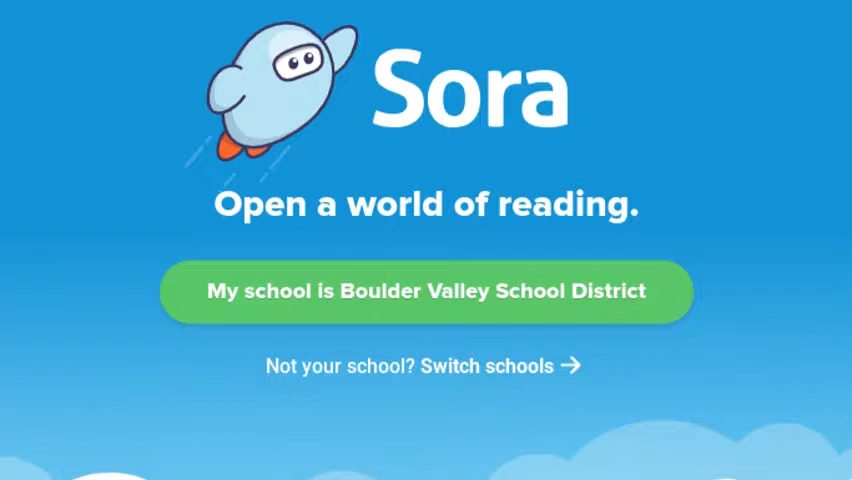 Sora
Open a world of reading.
My school is Boulder Valley School District
Not your school? Switch schools →